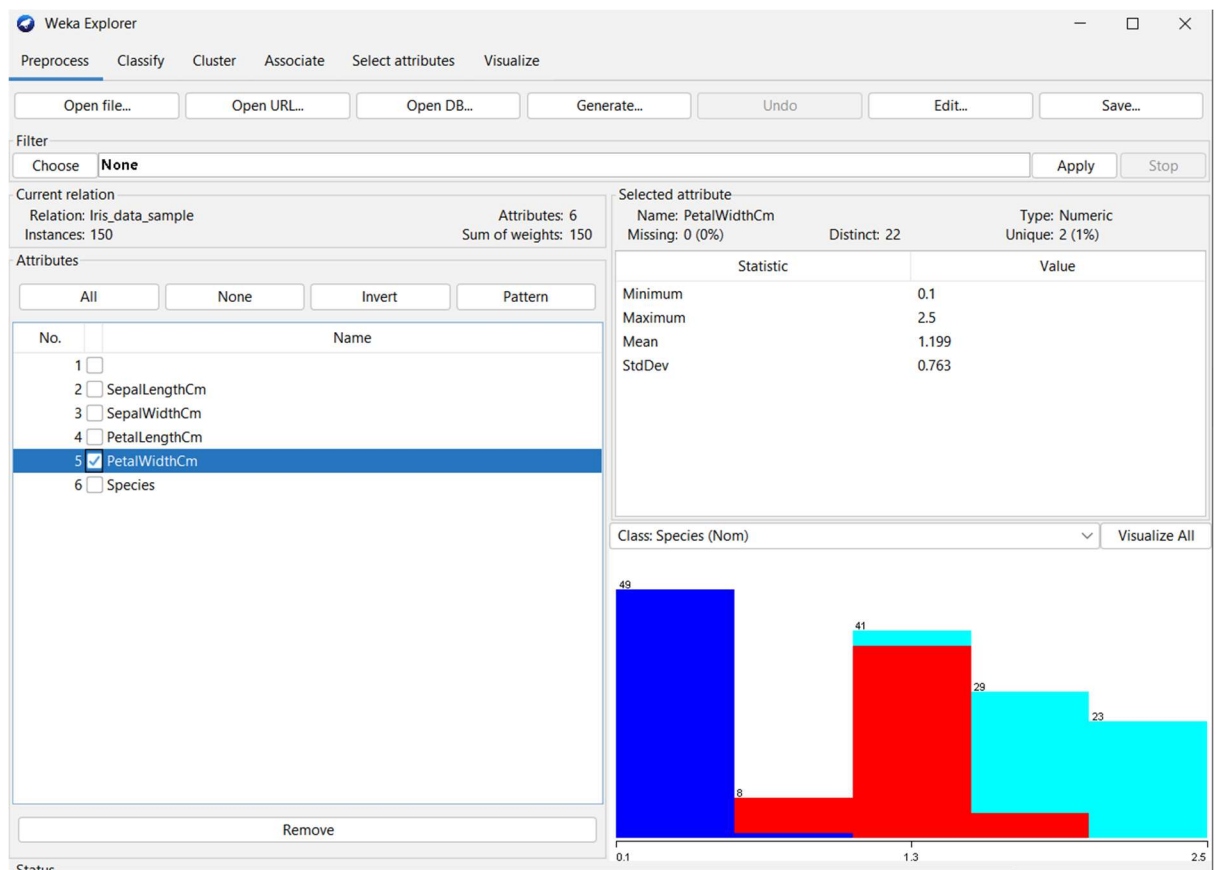 Weka Explorer
Preprocess Classify Cluster Associate Select attributes Visualize
Open file... Open URL... Open DB... Generate... Undo Edit... Save...
Filter
Choose None Apply Stop
Current relation
Relation: Iris_data_sample Attributes: 6
Instances: 150 Sum of weights: 150
Attributes
All None Invert Pattern
No. Name
1
2 SepalLengthCm
3 SepalWidthCm
4 PetalLengthCm
5 PetalWidthCm
6 Species
Remove
Status
Selected attribute
Name: PetalWidthCm Type: Numeric
Missing: 0 (0%) Distinct: 22 Unique: 2 (1%)
Statistic Value
Minimum 0.1
Maximum 2.5
Mean 1.199
StdDev 0.763
Class: Species (Nom) Visualize All
49
41
29
23
8
0.1 1.3 2.5